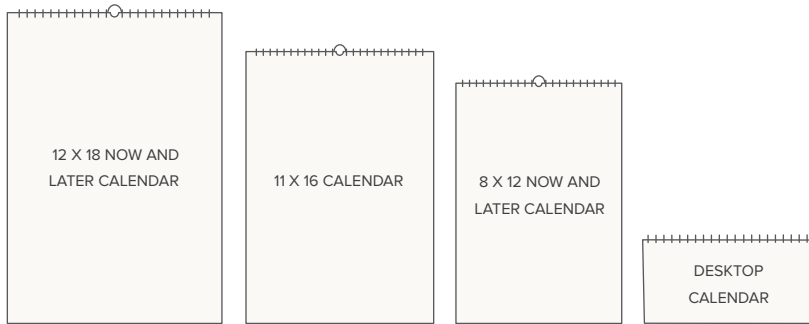 12 X 18 NOW AND
LATER CALENDAR
11 X 16 CALENDAR
8 X 12 NOW AND
LATER CALENDAR
DESKTOP
CALENDAR